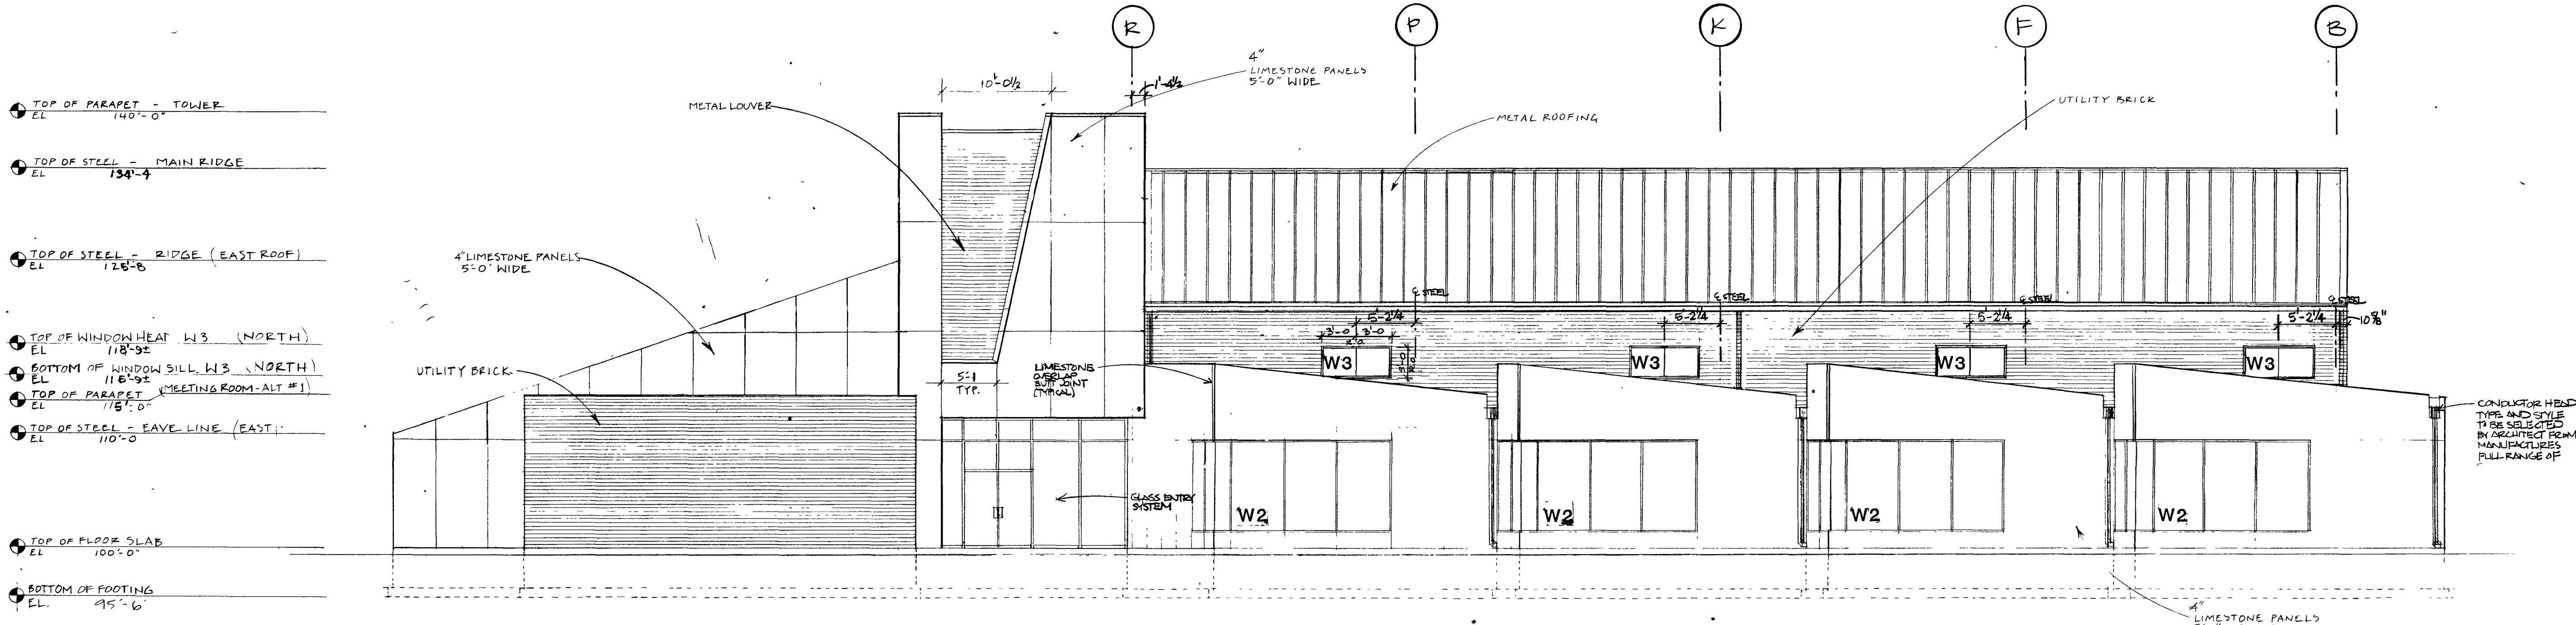 R
P
K
F
B
TOP OF PARAPET - TOWER
EL 140'-0"
TOP OF STEEL - MAIN RIDGE
EL 134'-4
TOP OF STEEL - RIDGE (EAST ROOF)
EL 126'-8
TOP OF WINDOW HEAD W3 (NORTH)
EL 118'-9±
BOTTOM OF WINDOW SILL W3 (NORTH)
EL 115'-9±
TOP OF PARAPET (MEETING ROOM-ALT #1)
EL 115'-0"
TOP OF STEEL - EAVE LINE (EAST
EL 110'-0
TOP OF FLOOR SLAB
EL 100'-0"
BOTTOM OF FOOTING
EL. 95'-6
METAL LOUVER
10'-0½
1'-4½
4"
LIMESTONE PANELS
5'-0" WIDE
METAL ROOFING
UTILITY BRICK
4" LIMESTONE PANELS
5'-0" WIDE
UTILITY BRICK
5'-1
TYP.
LIMESTONE
OVERLAP
BUTT JOINT
(TYPICAL)
GLASS ENTRY
SYSTEM
℄ STEEL
℄ STEEL
℄ STEEL
℄ STEEL
5'-2¼
5'-2¼
5'-2¼
5'-2¼
10⅝"
3'-0
3'-0
R.O.
3'-0
R.O.
W3
W3
W3
W3
W2
W2
W2
W2
CONDUCTOR HEAD
TYPE AND STYLE
TO BE SELECTED
BY ARCHITECT FROM
MANUFACTURES
FULL RANGE OF
4"
LIMESTONE PANELS